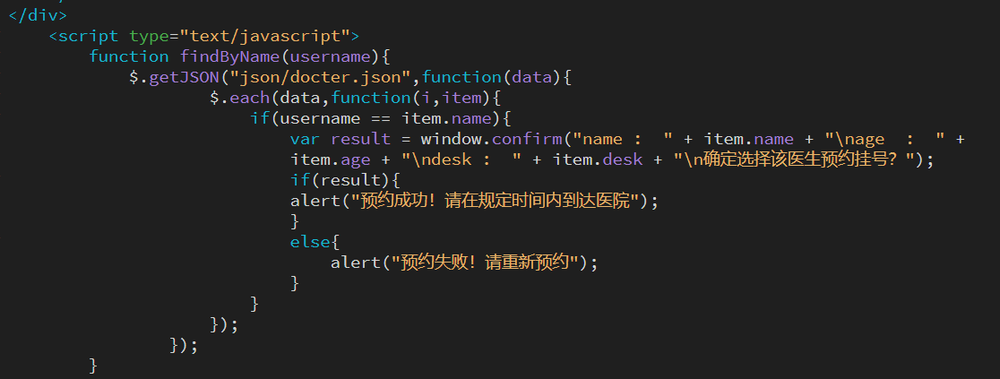 </div>
<script type="text/javascript">
function findByName(username){
$.getJSON("json/docter.json",function(data){
$.each(data,function(i,item){
if(username == item.name){
var result = window.confirm("name :  " + item.name + "\nage  :  " +
item.age + "\ndesk :  " + item.desk + "\n确定选择该医生预约挂号？");
if(result){
alert("预约成功！请在规定时间内到达医院");
}
else{
alert("预约失败！请重新预约");
}
}
});
});
}